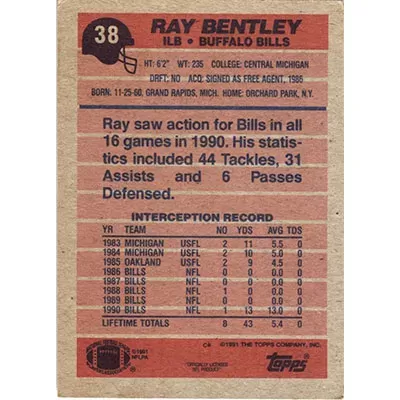 38
RAY BENTLEY
ILB • BUFFALO BILLS
HT: 6'2" WT: 235 COLLEGE: CENTRAL MICHIGAN
DRFT: NO ACQ: SIGNED AS FREE AGENT, 1986
BORN: 11-25-60, GRAND RAPIDS, MICH. HOME: ORCHARD PARK, N.Y.
Ray saw action for Bills in all
16 games in 1990. His statis-
tics included 44 Tackles, 31
Assists and 6 Passes
Defensed.
INTERCEPTION RECORD
YR TEAM NO YDS AVG TDS
1983 MICHIGAN USFL 2 11 5.5 0
1984 MICHIGAN USFL 2 10 5.0 0
1985 OAKLAND USFL 2 9 4.5 0
1986 BILLS NFL 0 0 0.0 0
1987 BILLS NFL 0 0 0.0 0
1988 BILLS NFL 1 0 0.0 0
1989 BILLS NFL 0 0 0.0 0
1990 BILLS NFL 1 13 13.0 0
LIFETIME TOTALS 8 43 5.4 0
©1991 THE TOPPS COMPANY, INC.
©1991
NFLPA
OFFICIALLY LICENSED
NFL PRODUCT
TOPPS